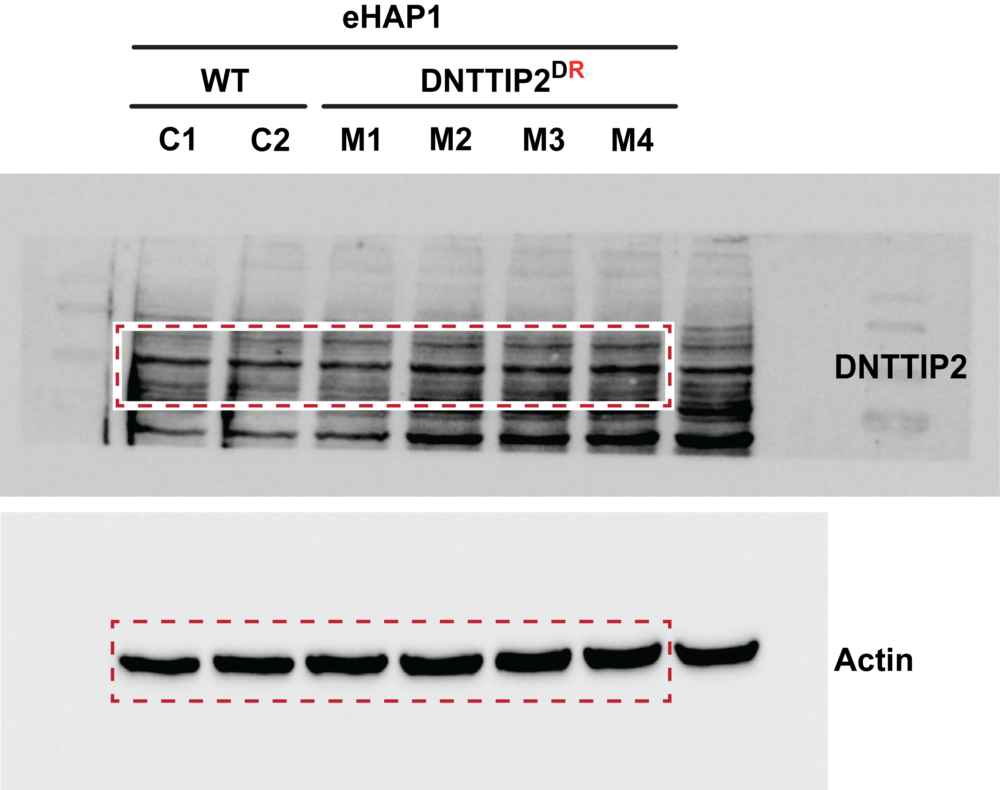 eHAP1
WT DNTTIP2DR
C1 C2 M1 M2 M3 M4
DNTTIP2
Actin